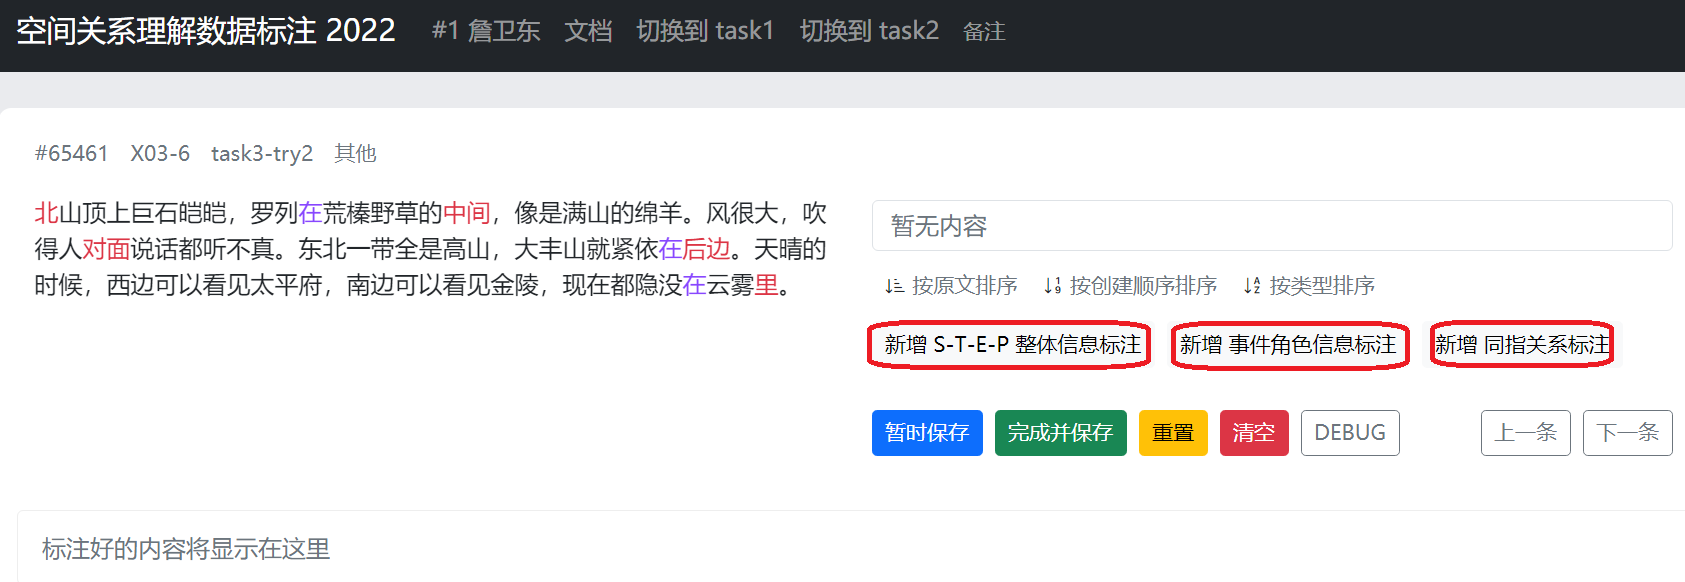 空间关系理解数据标注 2022 #1 詹卫东 文档 切换到 task1 切换到 task2 备注
#65461 X03-6 task3-try2 其他
北山顶上巨石皑皑，罗列在荒榛野草的中间，像是满山的绵羊。风很大，吹
得人对面说话都听不真。东北一带全是高山，大丰山就紧依在后边。天晴的
时候，西边可以看见太平府，南边可以看见金陵，现在都隐没在云雾里。
暂无内容
按原文排序 按创建顺序排序 按类型排序
新增 S-T-E-P 整体信息标注 新增 事件角色信息标注 新增 同指关系标注
暂时保存 完成并保存 重置 清空 DEBUG 上一条 下一条
标注好的内容将显示在这里